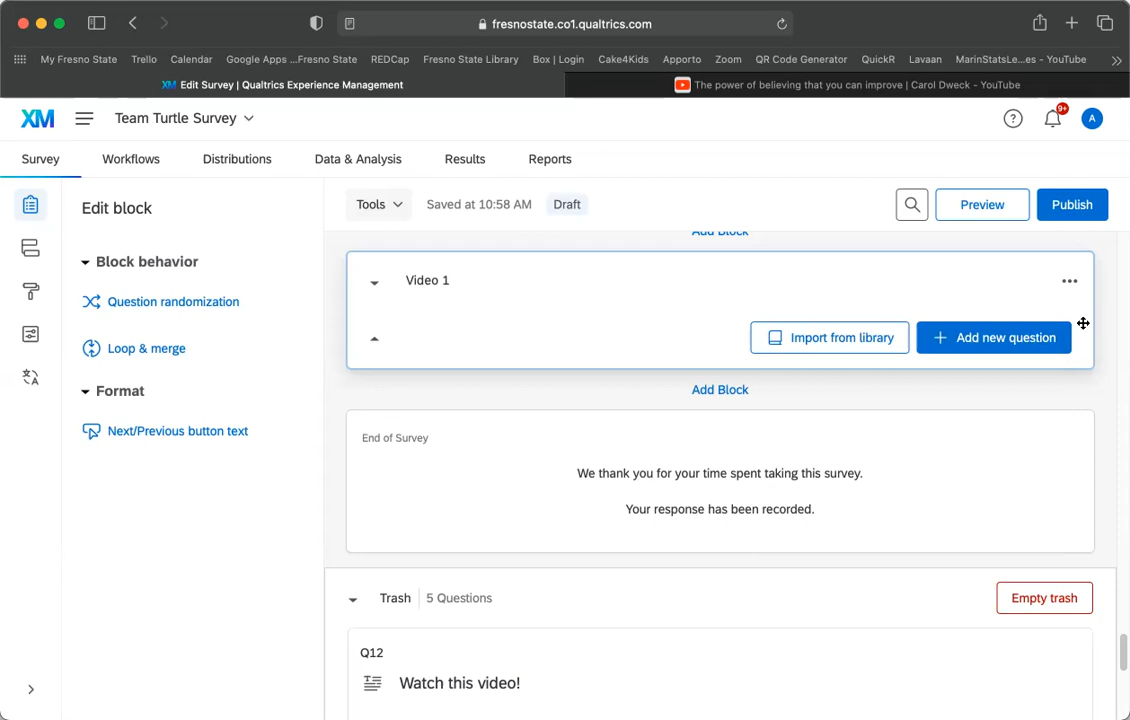 fresnostate.co1.qualtrics.com
My Fresno State Trello Calendar Google Apps ...Fresno State REDCap Fresno State Library Box | Login Cake4Kids Apporto Zoom QR Code Generator QuickR Lavaan MarinStatsLe...es - YouTube
XM Edit Survey | Qualtrics Experience Management
The power of believing that you can improve | Carol Dweck - YouTube
XM Team Turtle Survey ? 9+ A
Survey Workflows Distributions Data & Analysis Results Reports
Edit block
Tools Saved at 10:58 AM Draft Preview Publish
Add Block
Block behavior
Video 1
Question randomization
Import from library + Add new question
Loop & merge
Format
Add Block
Next/Previous button text
End of Survey
We thank you for your time spent taking this survey.
Your response has been recorded.
Trash 5 Questions Empty trash
Q12
Watch this video!